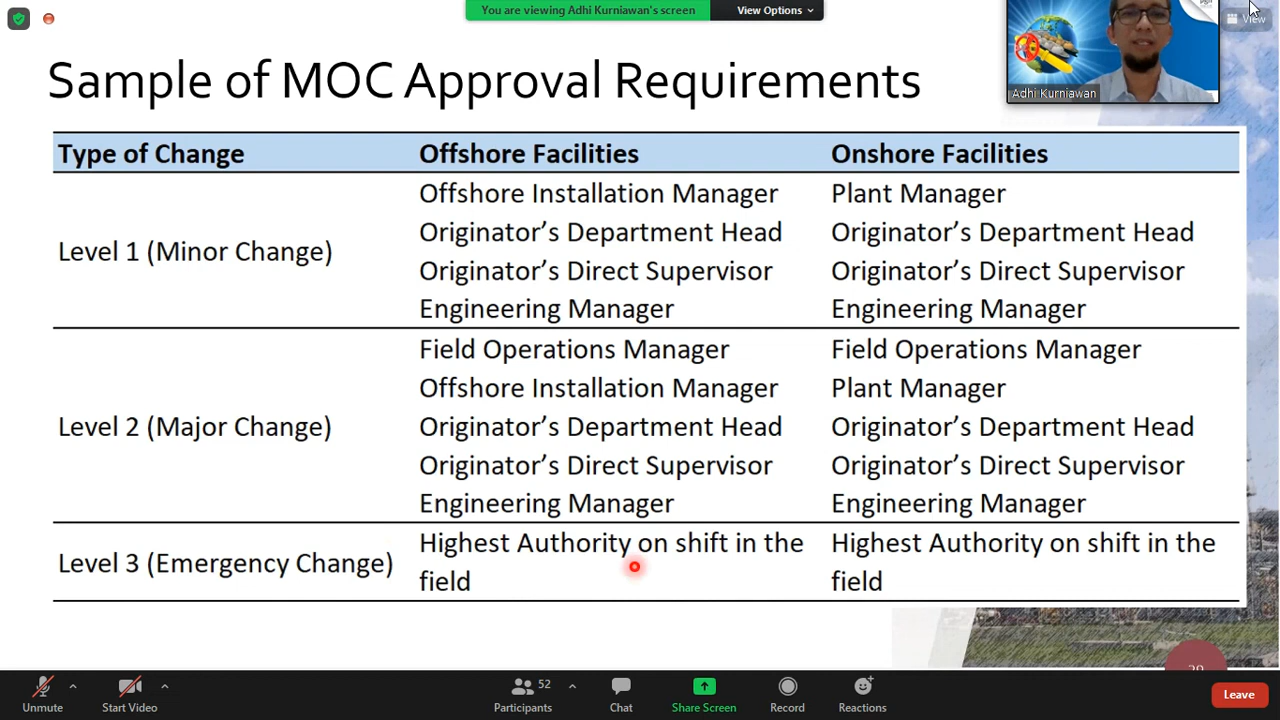 You are viewing Adhi Kurniawan's screen
View Options
View
Adhi Kurniawan
Sample of MOC Approval Requirements
Type of Change Offshore Facilities Onshore Facilities
Level 1 (Minor Change)
Offshore Installation Manager
Originator’s Department Head
Originator’s Direct Supervisor
Engineering Manager
Plant Manager
Originator’s Department Head
Originator’s Direct Supervisor
Engineering Manager
Level 2 (Major Change)
Field Operations Manager
Offshore Installation Manager
Originator’s Department Head
Originator’s Direct Supervisor
Engineering Manager
Field Operations Manager
Plant Manager
Originator’s Department Head
Originator’s Direct Supervisor
Engineering Manager
Level 3 (Emergency Change)
Highest Authority on shift in the
field
Highest Authority on shift in the
field
Unmute
Start Video
52
Participants
Chat
Share Screen
Record
Reactions
Leave